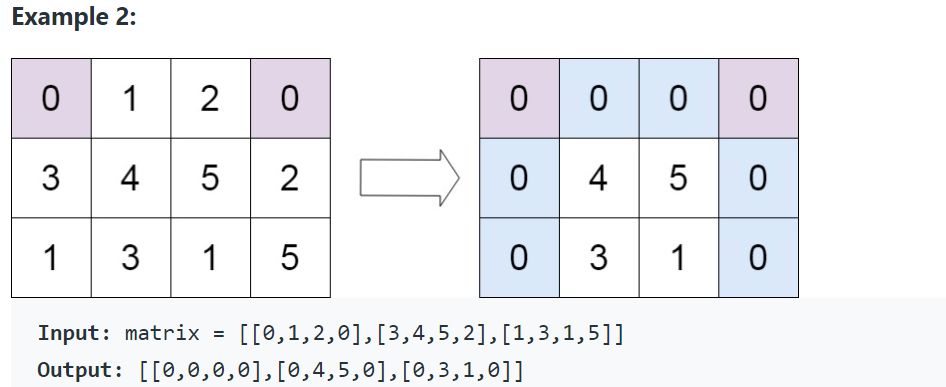 Example 2:
0 1 2 0 0 0 0 0
3 4 5 2 0 4 5 0
1 3 1 5 0 3 1 0
Input: matrix = [[0,1,2,0],[3,4,5,2],[1,3,1,5]]
Output: [[0,0,0,0],[0,4,5,0],[0,3,1,0]]